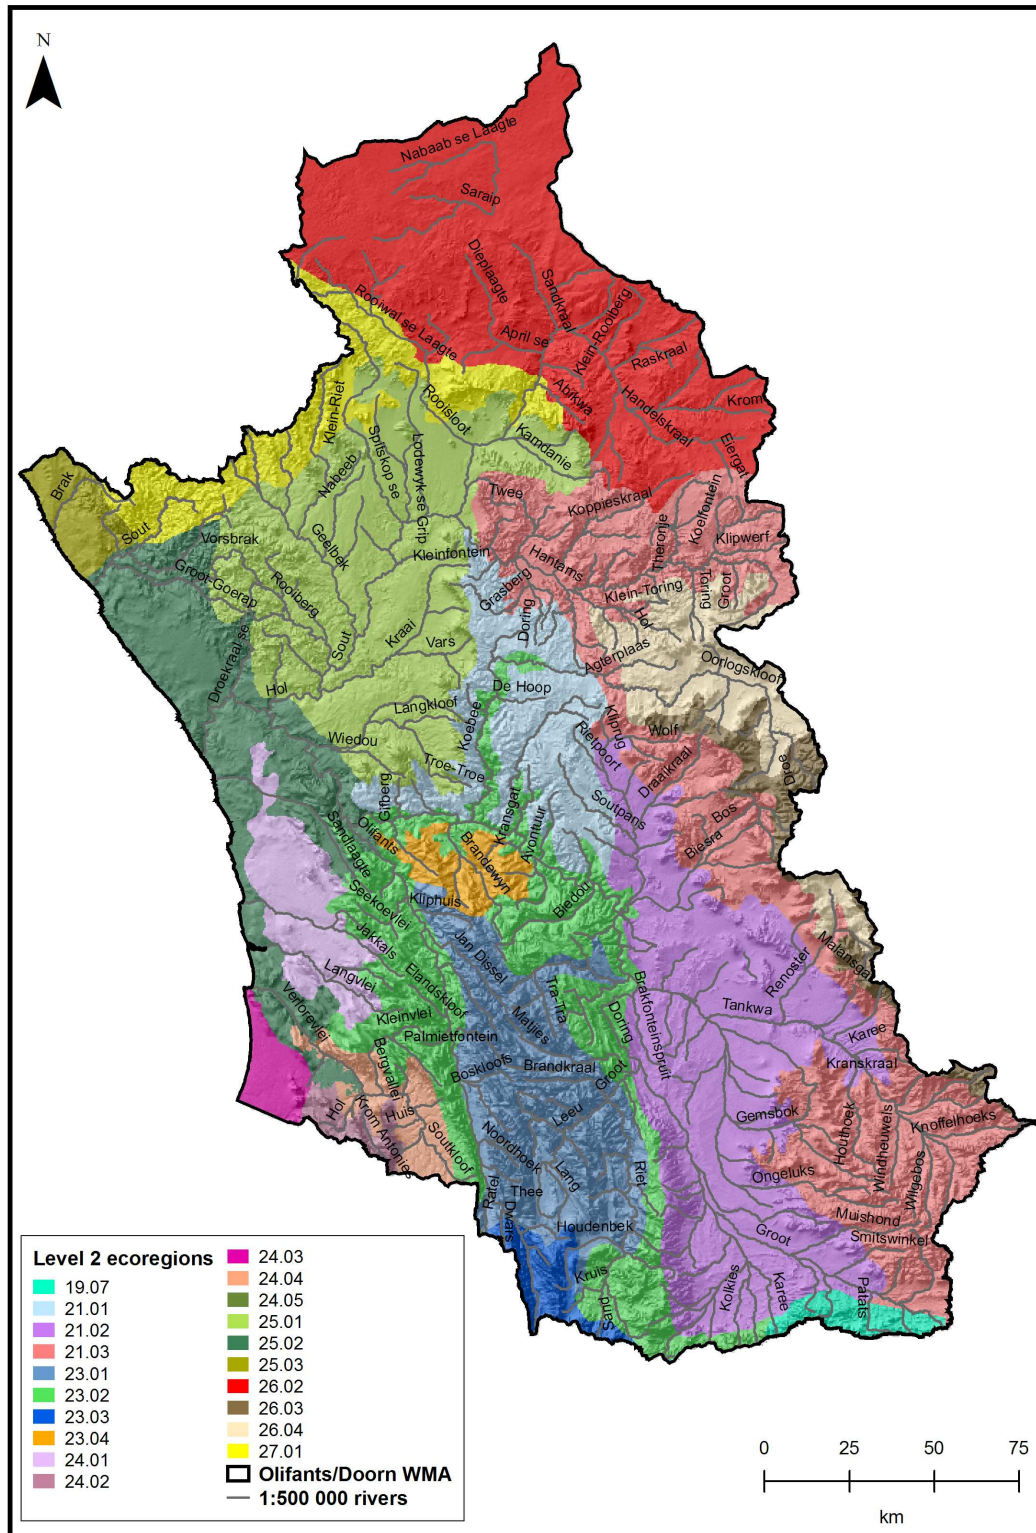 N
Nabaab se Laagte
Saraip
Dieplaagte
Sandkraal
Klein-Rooiberg
Rooiwal se Laagte
April se
Raskraal
Abikwa
Krom
Handelskraal
Klein-Riet
Rooisloot
Kamdanie
Eiergat
Spitskop se
Nabeeb
Lodewyk se Grip
Brak
Twee
Koppieskraal
Koelfontein
Theronje
Sout
Vorsbrak
Geelbek
Kleinfontein
Hantams
Klipwerf
Groot-Goerap
Rooiberg
Grasberg
Klein-Toring
Toring
Groot
Doring
Hol
Kraai
Sout
Vars
Agterplaas
Oorlogskloof
Droekraal se
Hol
De Hoop
Langkloof
Koebee
Kliprug
Wolf
Wiedou
Rietpoort
Draaikraal
Droe
Troe-Troe
Gifberg
Soutpans
Bos
Kransgat
Biesra
Sandlaagte
Olifants
Brandewyn
Avontuur
Seekoevlei
Kliphuis
Biedou
Jakkals
Jan Dissel
Malansgat
Langvlei
Elandskloof
Renoster
Verlorevlei
Kleinvlei
Tra-Tra
Matjies
Doring
Brakfonteinspruit
Tankwa
Palmietfontein
Karee
Bergvallei
Boskloofs
Brandkraal
Groot
Kranskraal
Hol
Krom Antonies
Huis
Leeu
Gemsbok
Houthoek
Windheuwels
Knoffelhoeks
Soutkloof
Noordhoek
Lang
Riet
Ongeluks
Wilgebos
Ratel
Thee
Dwars
Houdenbek
Muishond
Groot
Smitswinkel
Kruis
Sand
Kolkies
Karee
Patats
Level 2 ecoregions
19.07
21.01
21.02
21.03
23.01
23.02
23.03
23.04
24.01
24.02
24.03
24.04
24.05
25.01
25.02
25.03
26.02
26.03
26.04
27.01
Olifants/Doorn WMA
1:500 000 rivers
0 25 50 75
km